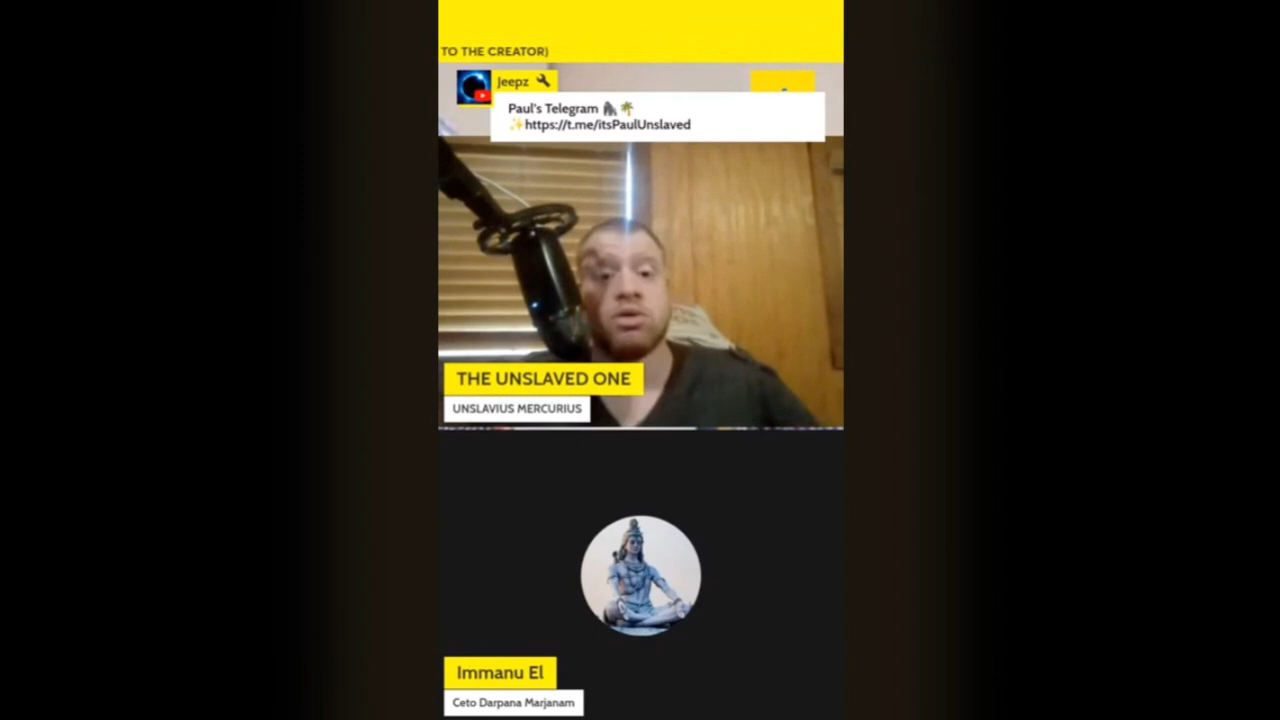 TO THE CREATOR)
Jeepz
Paul's Telegram 🦍🌴
✨https://t.me/itsPaulUnslaved
THE UNSLAVED ONE
UNSLAVIUS MERCURIUS
Immanu El
Ceto Darpana Marjanam